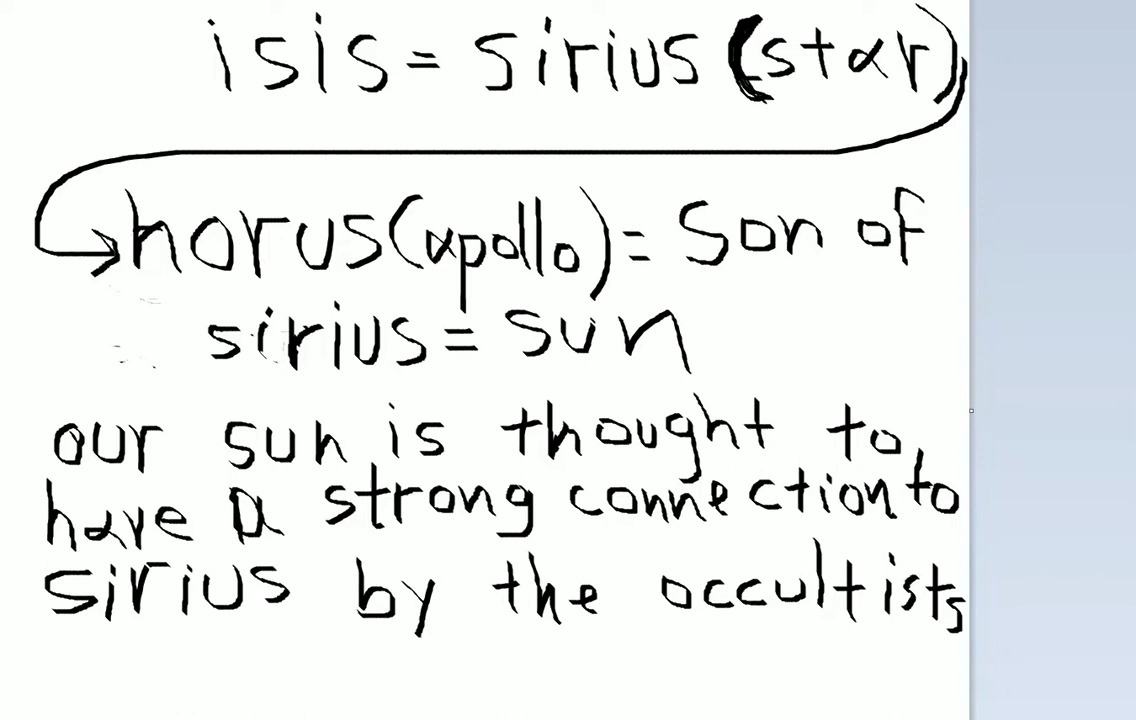 isis = sirius (star)
horus (apollo) = son of
sirius = sun
our sun is thought to
have a strong connection to
sirius by the occultists